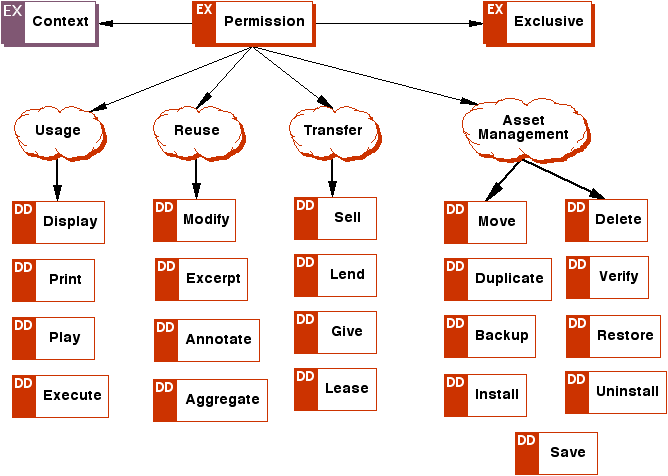 EX Context
EX Permission
EX Exclusive
Usage
Reuse
Transfer
Asset
Management
DD Display
DD Modify
DD Sell
DD Move
DD Delete
DD Print
DD Excerpt
DD Lend
DD Duplicate
DD Verify
DD Play
DD Annotate
DD Give
DD Backup
DD Restore
DD Execute
DD Aggregate
DD Lease
DD Install
DD Uninstall
DD Save